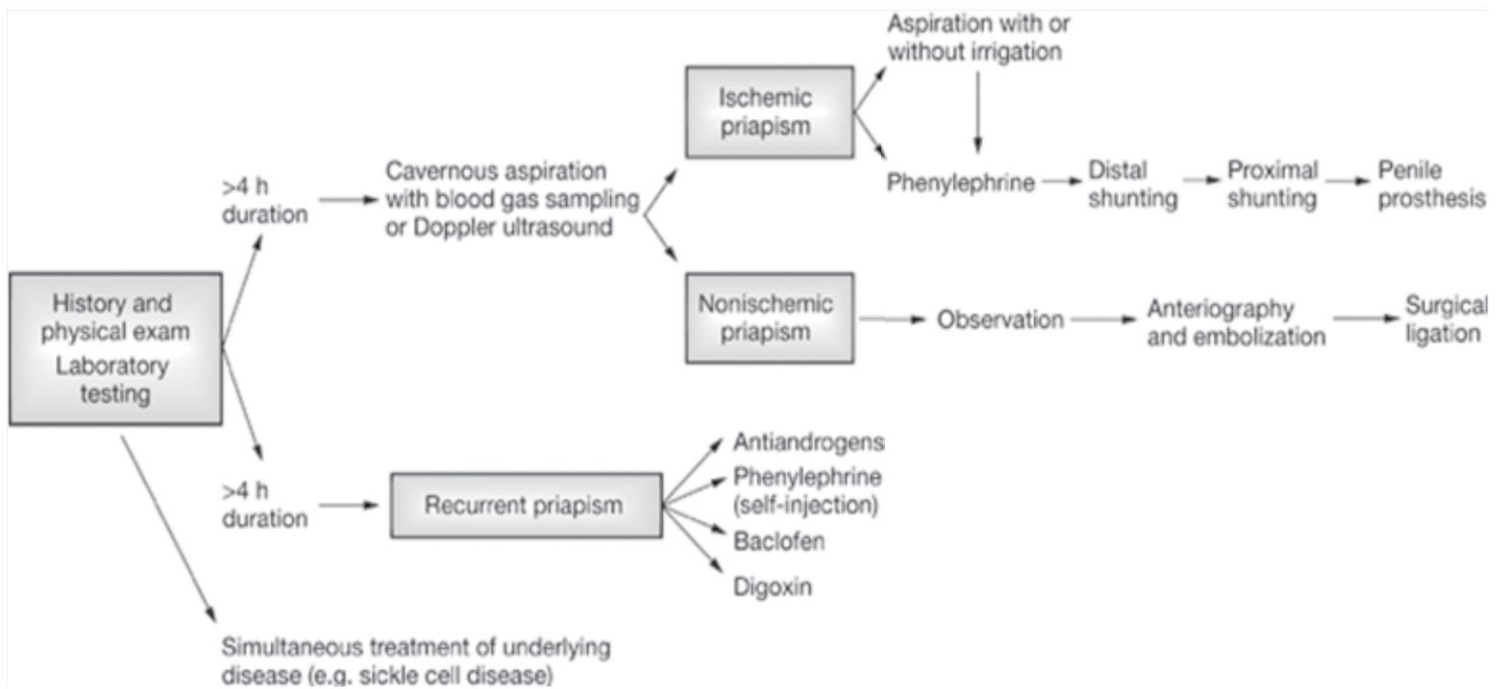 Aspiration with or
without irrigation
Ischemic
priapism
Cavernous aspiration
with blood gas sampling
or Doppler ultrasound
>4 h
duration
Phenylephrine
Distal
shunting
Proximal
shunting
Penile
prosthesis
History and
physical exam
Laboratory
testing
Nonischemic
priapism
Observation
Anteriography
and embolization
Surgical
ligation
>4 h
duration
Recurrent priapism
Antiandrogens
Phenylephrine
(self-injection)
Baclofen
Digoxin
Simultaneous treatment of underlying
disease (e.g. sickle cell disease)